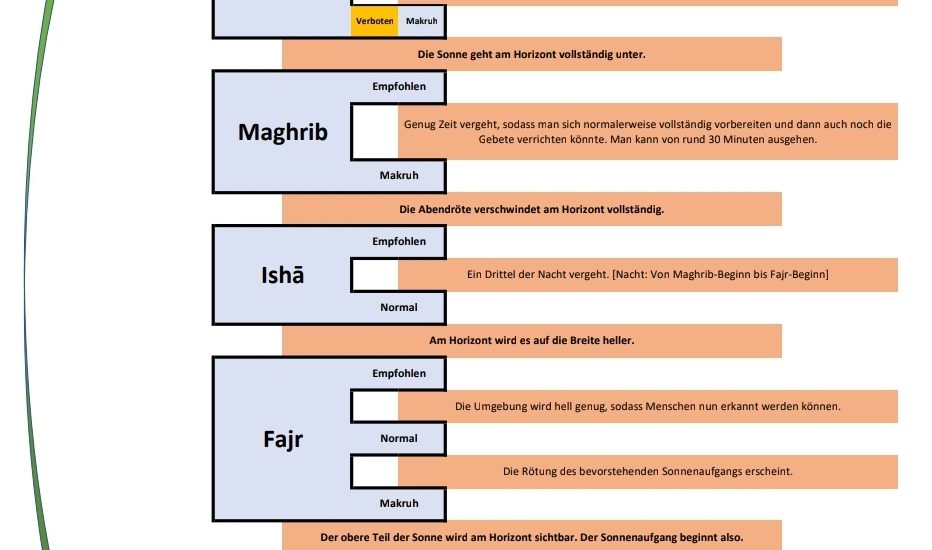 Verboten Makruh
Die Sonne geht am Horizont vollständig unter.
Empfohlen
Maghrib
Genug Zeit vergeht, sodass man sich normalerweise vollständig vorbereiten und dann auch noch die
Gebete verrichten könnte. Man kann von rund 30 Minuten ausgehen.
Makruh
Die Abendröte verschwindet am Horizont vollständig.
Empfohlen
Ishā
Ein Drittel der Nacht vergeht. [Nacht: Von Maghrib-Beginn bis Fajr-Beginn]
Normal
Am Horizont wird es auf die Breite heller.
Empfohlen
Die Umgebung wird hell genug, sodass Menschen nun erkannt werden können.
Fajr
Normal
Die Rötung des bevorstehenden Sonnenaufgangs erscheint.
Makruh
Der obere Teil der Sonne wird am Horizont sichtbar. Der Sonnenaufgang beginnt also.